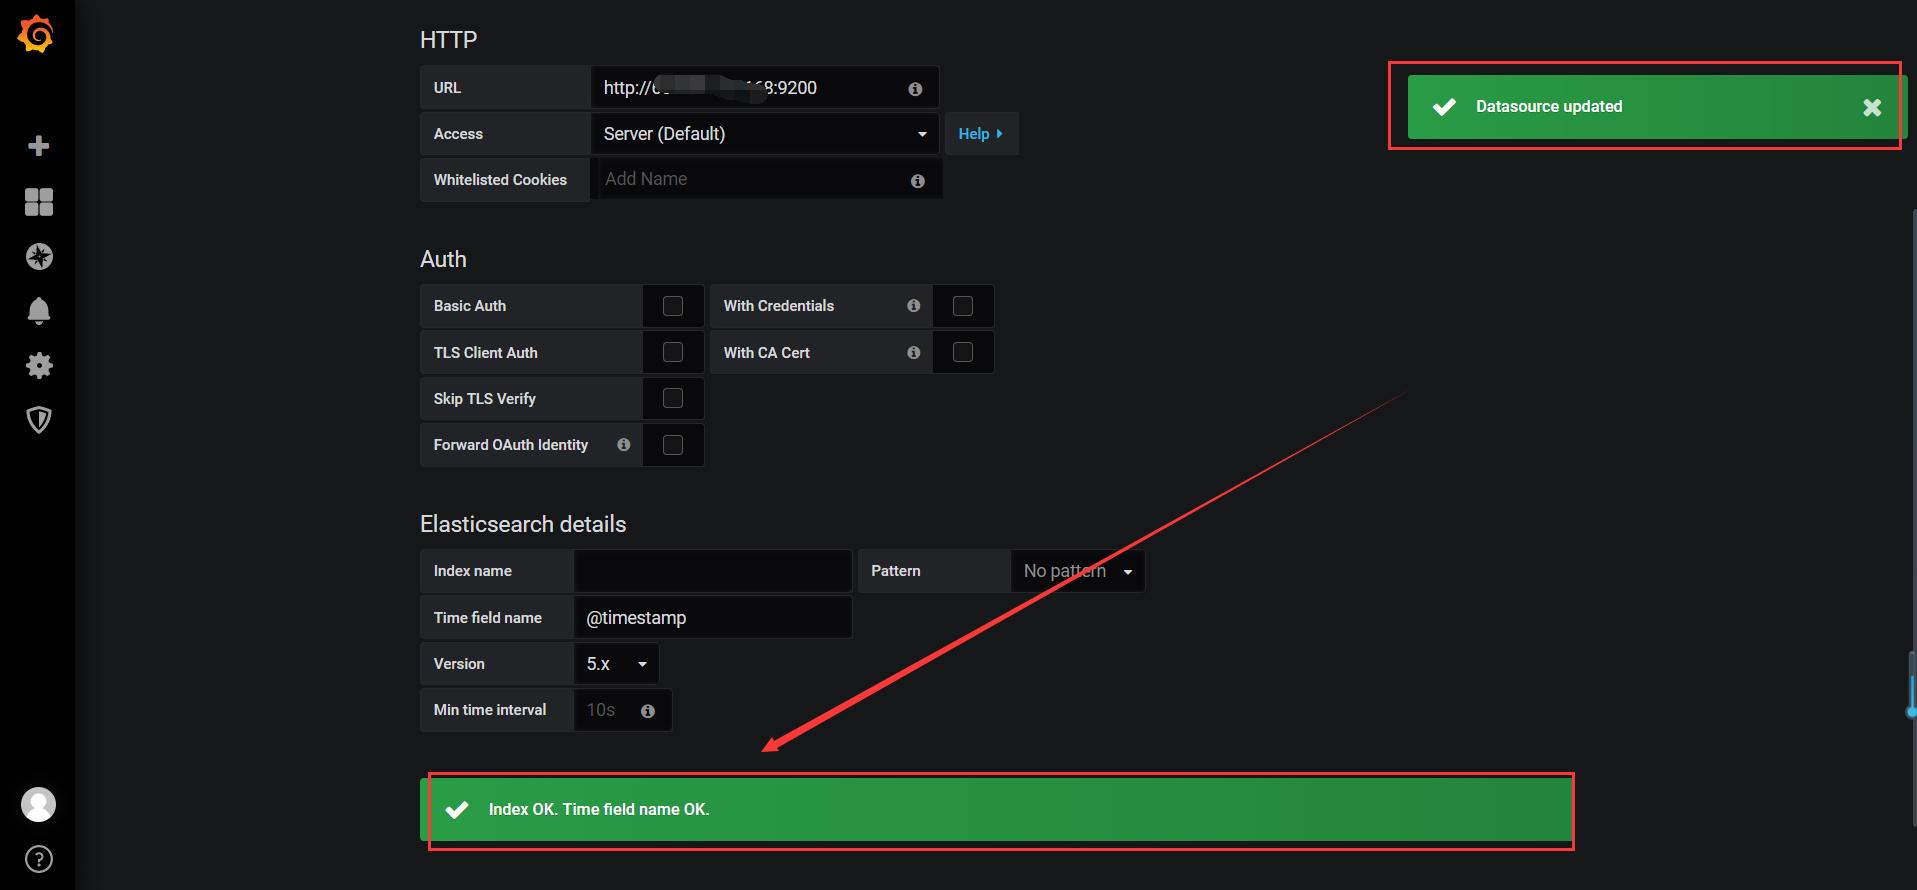 HTTP
URL
http:// 8:9200
Datasource updated
Access
Server (Default)
Help
Whitelisted Cookies
Add Name
Auth
Basic Auth
With Credentials
TLS Client Auth
With CA Cert
Skip TLS Verify
Forward OAuth Identity
Elasticsearch details
Index name
Pattern
No pattern
Time field name
@timestamp
Version
5.x
Min time interval
10s
Index OK. Time field name OK.